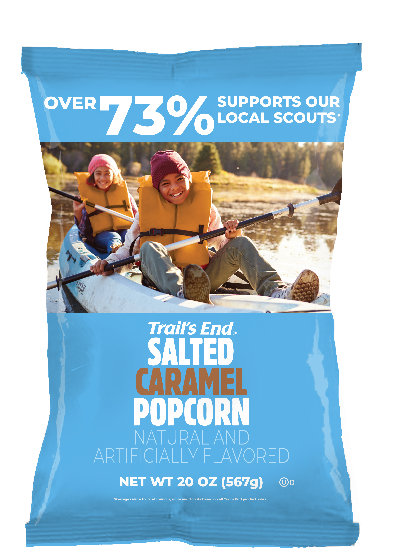 OVER 73% SUPPORTS OUR
LOCAL SCOUTS*
Trail's End®
SALTED
CARAMEL
POPCORN
NATURAL AND
ARTIFICIALLY FLAVORED
NET WT 20 OZ (567g) ⓊD